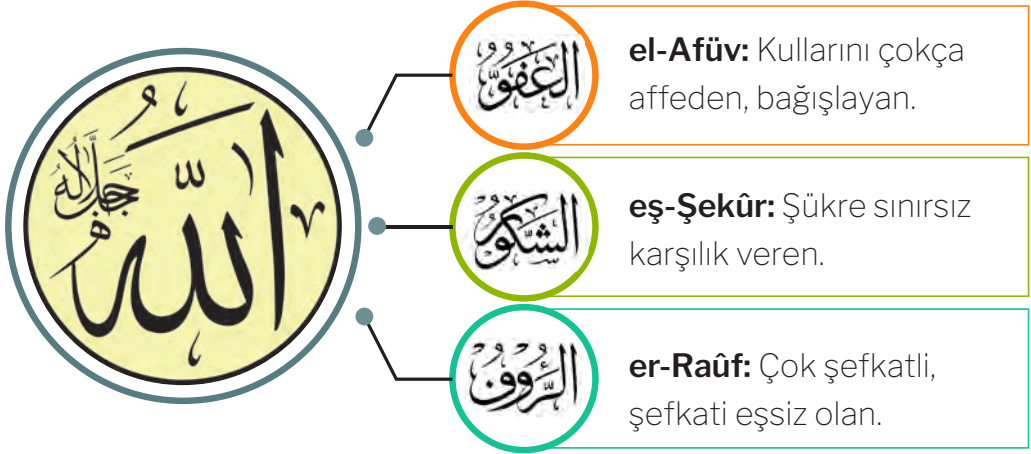 الله
جل جلاله
العفو
el-Afüv: Kullarını çokça
affeden, bağışlayan.
الشكور
eş-Şekûr: Şükre sınırsız
karşılık veren.
الرؤوف
er-Raûf: Çok şefkatli,
şefkati eşsiz olan.